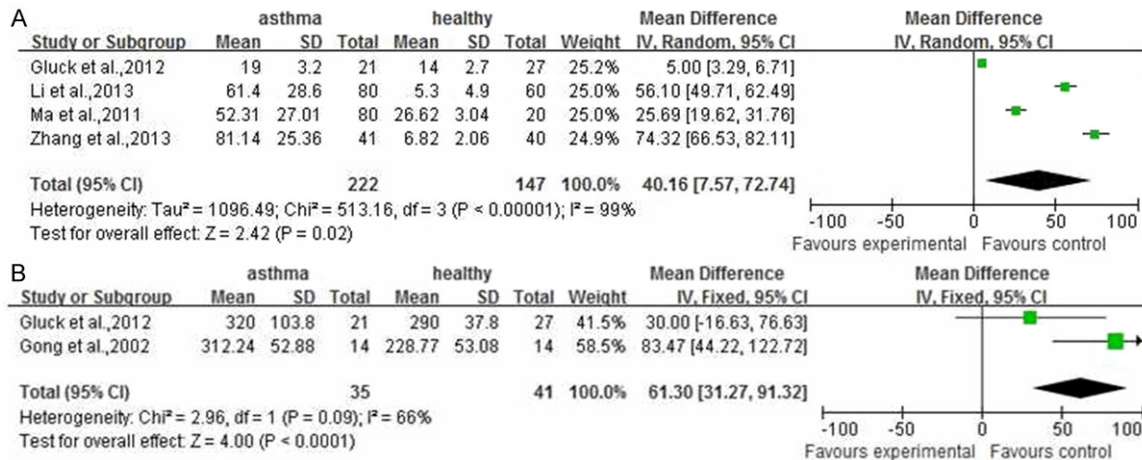 A
asthma healthy Mean Difference Mean Difference
Study or Subgroup Mean SD Total Mean SD Total Weight IV, Random, 95% CI IV, Random, 95% CI
Gluck et al.,2012 19 3.2 21 14 2.7 27 25.2% 5.00 [3.29, 6.71]
Li et al.,2013 61.4 28.6 80 5.3 4.9 60 25.0% 56.10 [49.71, 62.49]
Ma et al.,2011 52.31 27.01 80 26.62 3.04 20 25.0% 25.69 [19.62, 31.76]
Zhang et al.,2013 81.14 25.36 41 6.82 2.06 40 24.9% 74.32 [66.53, 82.11]
Total (95% CI) 222 147 100.0% 40.16 [7.57, 72.74]
Heterogeneity: Tau² = 1096.49; Chi² = 513.16, df = 3 (P < 0.00001); I² = 99%
Test for overall effect: Z = 2.42 (P = 0.02)
-100 -50 0 50 100
Favours experimental Favours control
B
asthma healthy Mean Difference Mean Difference
Study or Subgroup Mean SD Total Mean SD Total Weight IV, Fixed, 95% CI IV, Fixed, 95% CI
Gluck et al.,2012 320 103.8 21 290 37.8 27 41.5% 30.00 [-16.63, 76.63]
Gong et al.,2002 312.24 52.88 14 228.77 53.08 14 58.5% 83.47 [44.22, 122.72]
Total (95% CI) 35 41 100.0% 61.30 [31.27, 91.32]
Heterogeneity: Chi² = 2.96, df = 1 (P = 0.09); I² = 66%
Test for overall effect: Z = 4.00 (P < 0.0001)
-100 -50 0 50 100
Favours experimental Favours control